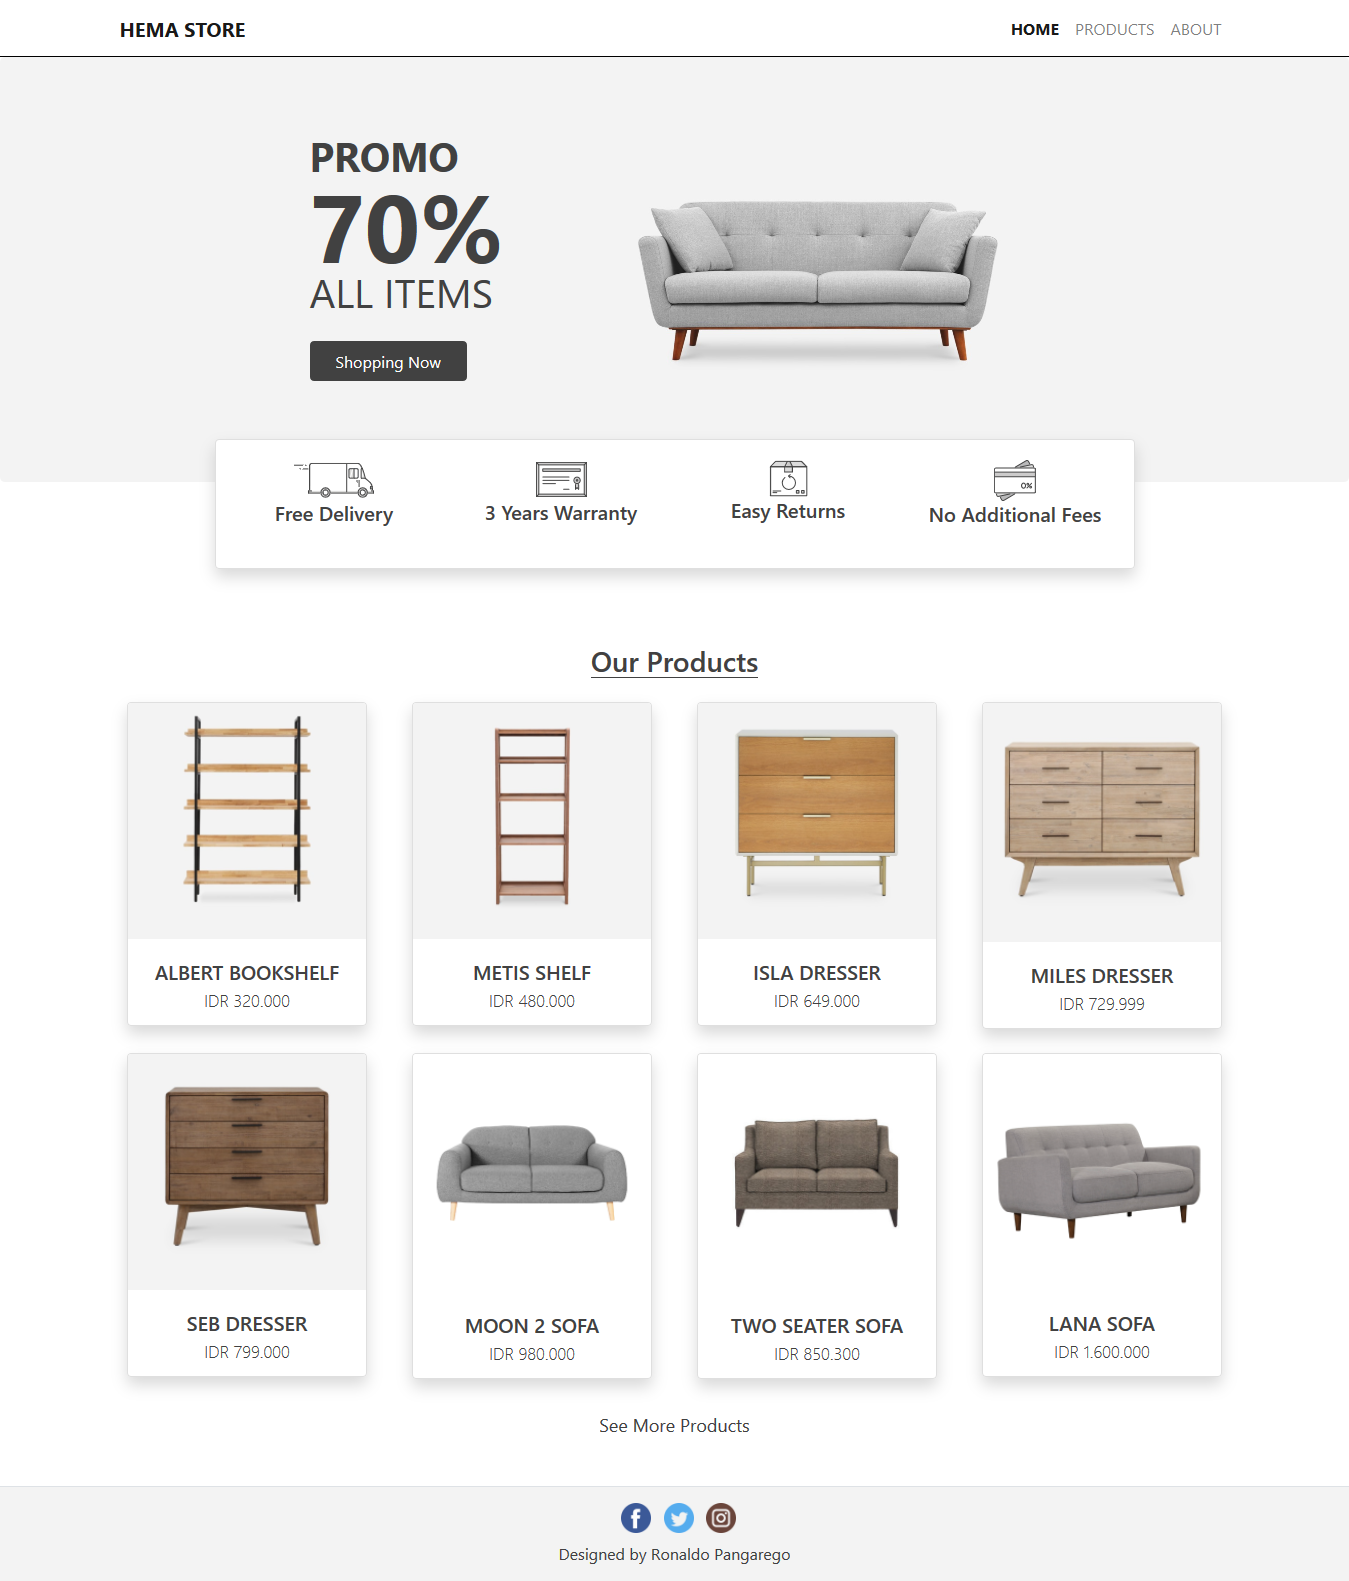 HEMA STORE
HOME PRODUCTS ABOUT
PROMO
70%
ALL ITEMS
Shopping Now
Free Delivery
3 Years Warranty
Easy Returns
0%
No Additional Fees
Our Products
ALBERT BOOKSHELF
IDR 320.000
METIS SHELF
IDR 480.000
ISLA DRESSER
IDR 649.000
MILES DRESSER
IDR 729.999
SEB DRESSER
IDR 799.000
MOON 2 SOFA
IDR 980.000
TWO SEATER SOFA
IDR 850.300
LANA SOFA
IDR 1.600.000
See More Products
Designed by Ronaldo Pangarego